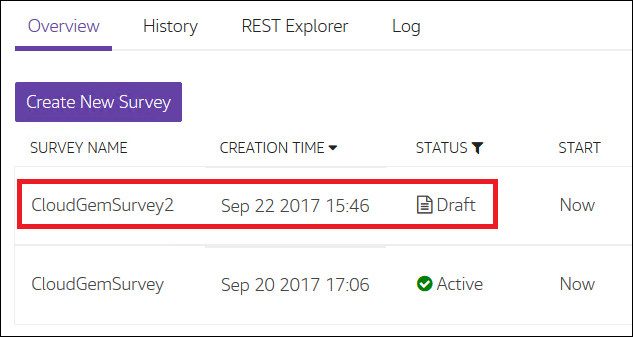 Overview History REST Explorer Log
Create New Survey
SURVEY NAME CREATION TIME STATUS START
CloudGemSurvey2 Sep 22 2017 15:46 Draft Now
CloudGemSurvey Sep 20 2017 17:06 Active Now